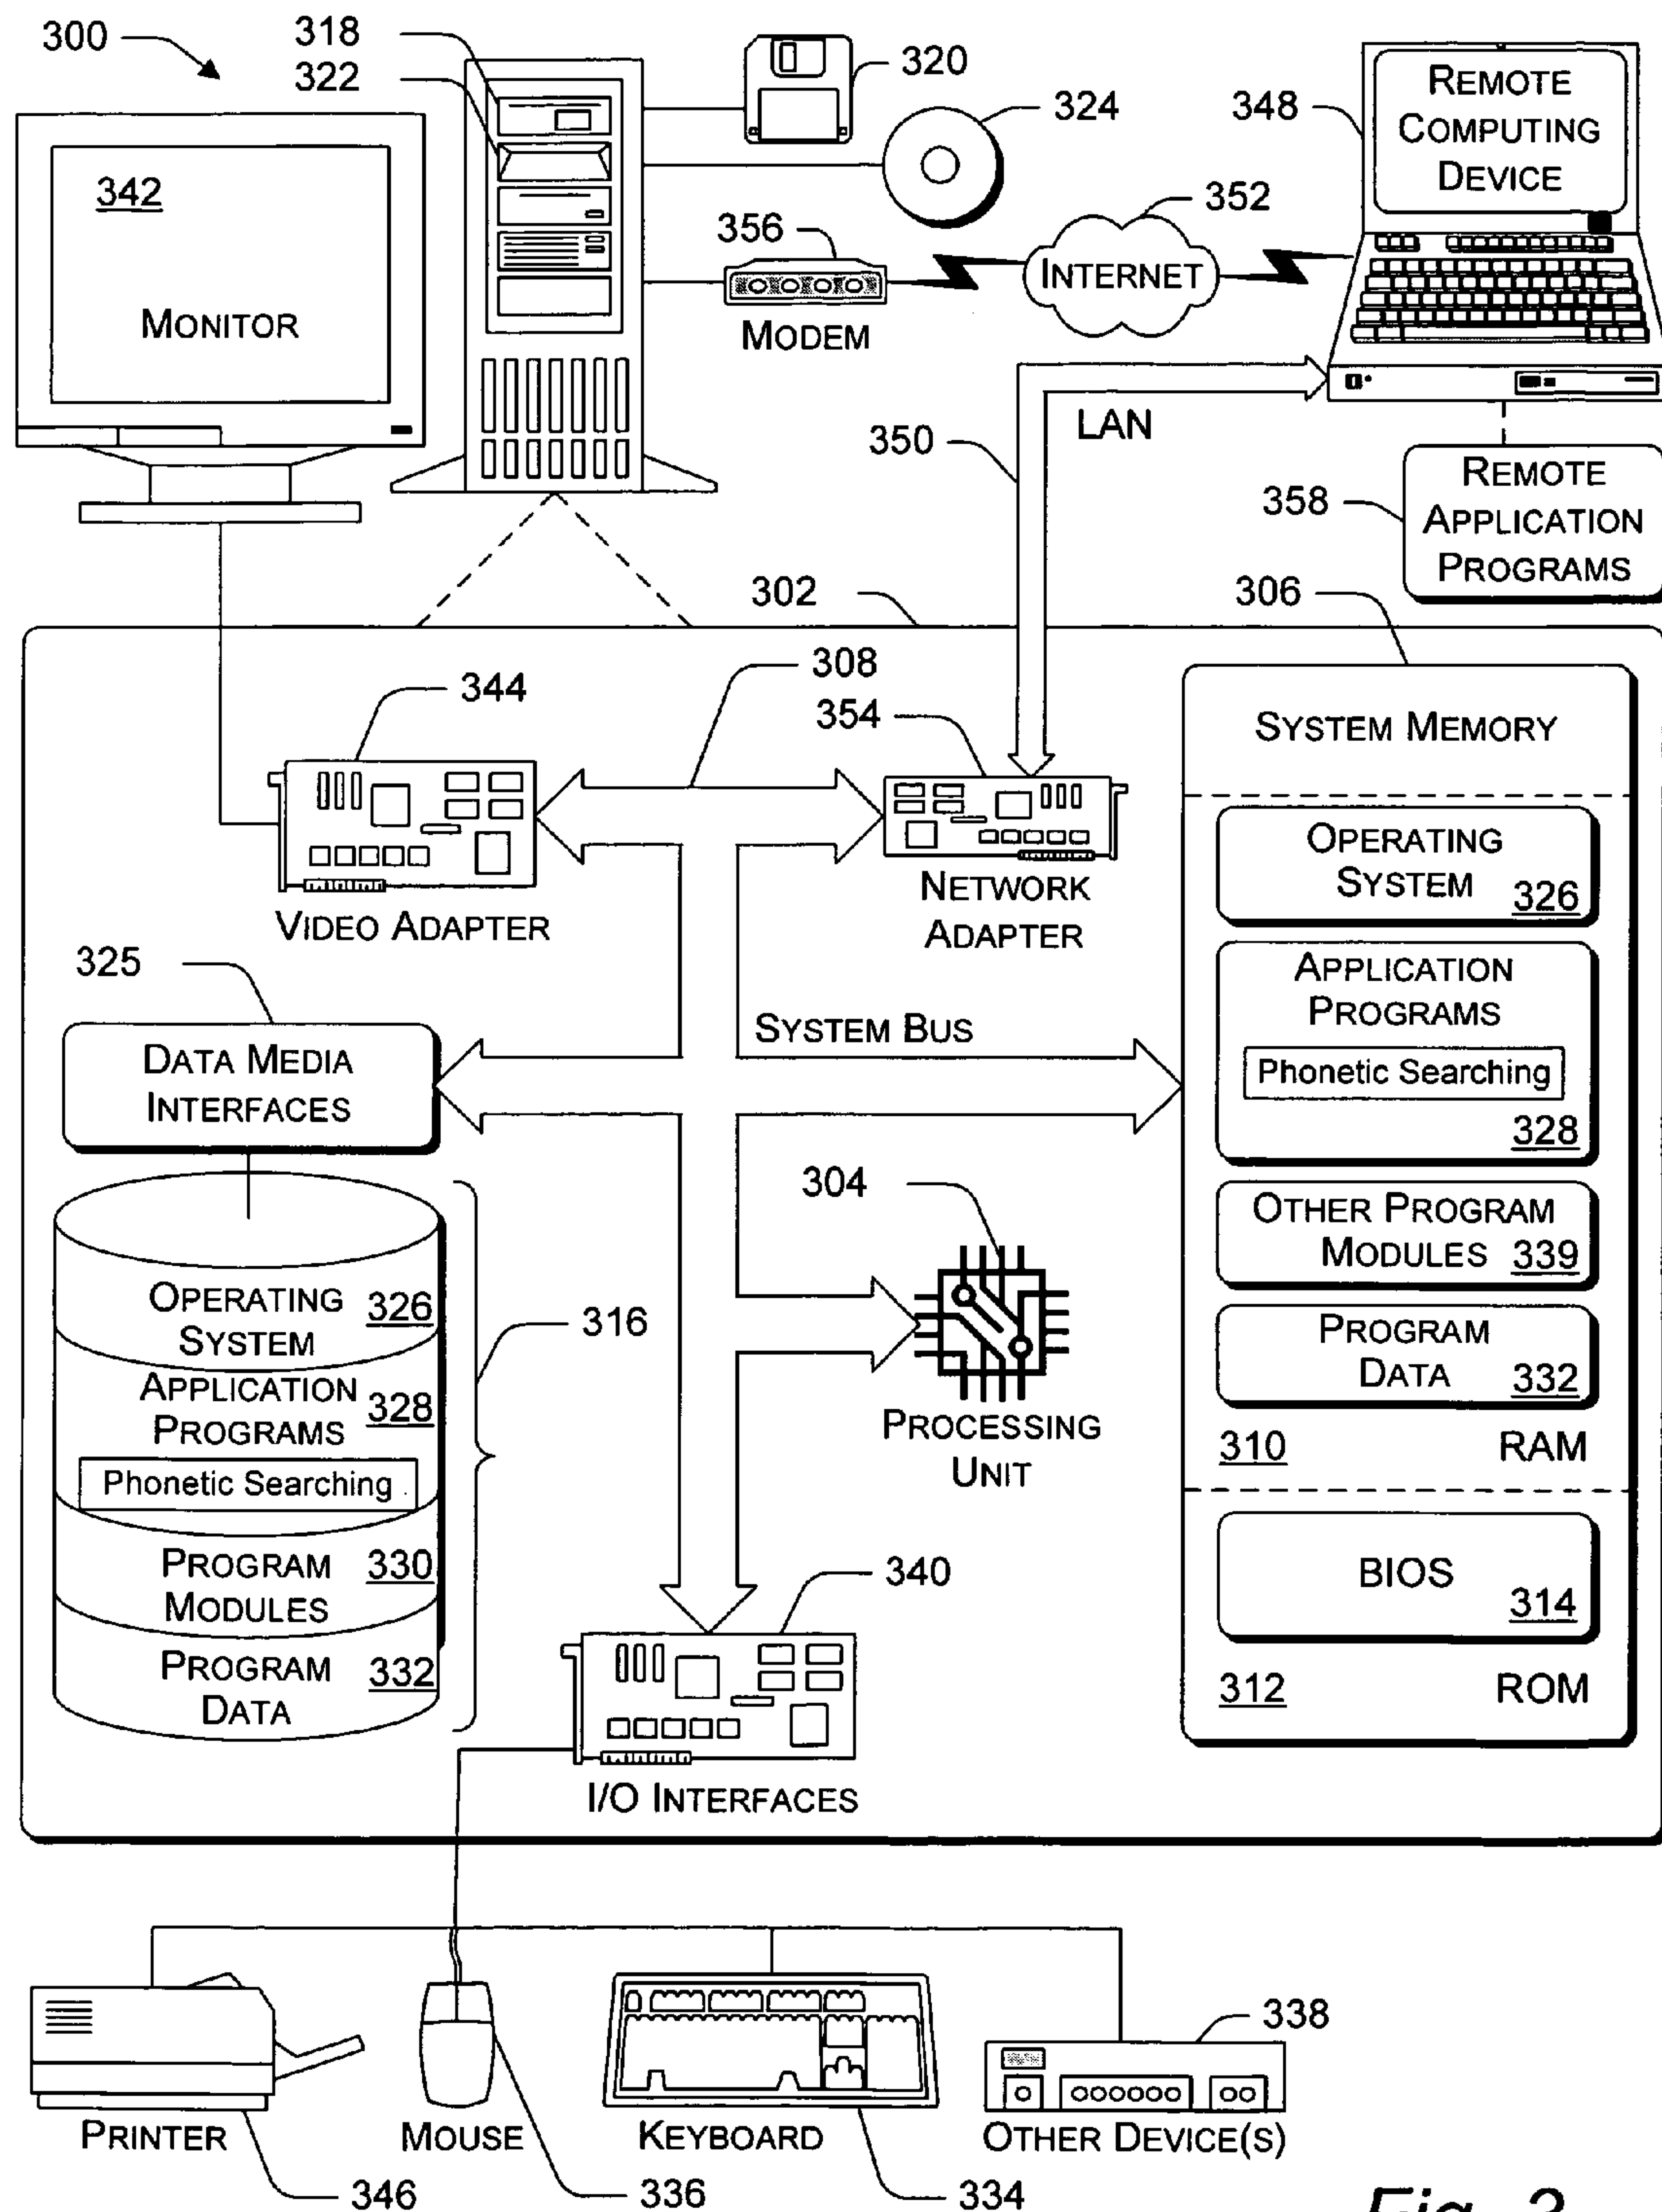 300
318
322
320
324
348
REMOTE
COMPUTING
DEVICE
342
MONITOR
356
MODEM
352
INTERNET
LAN
350
358
REMOTE
APPLICATION
PROGRAMS
302
306
308
344
354
VIDEO ADAPTER
NETWORK
ADAPTER
SYSTEM MEMORY
OPERATING
SYSTEM 326
APPLICATION
PROGRAMS
Phonetic Searching
328
OTHER PROGRAM
MODULES 339
PROGRAM
DATA 332
310 RAM
BIOS
314
312 ROM
325
DATA MEDIA
INTERFACES
SYSTEM BUS
304
PROCESSING
UNIT
316
OPERATING
SYSTEM 326
APPLICATION
PROGRAMS 328
Phonetic Searching
PROGRAM
MODULES 330
PROGRAM
DATA 332
340
I/O INTERFACES
338
PRINTER
MOUSE
KEYBOARD
OTHER DEVICE(S)
346
336
334